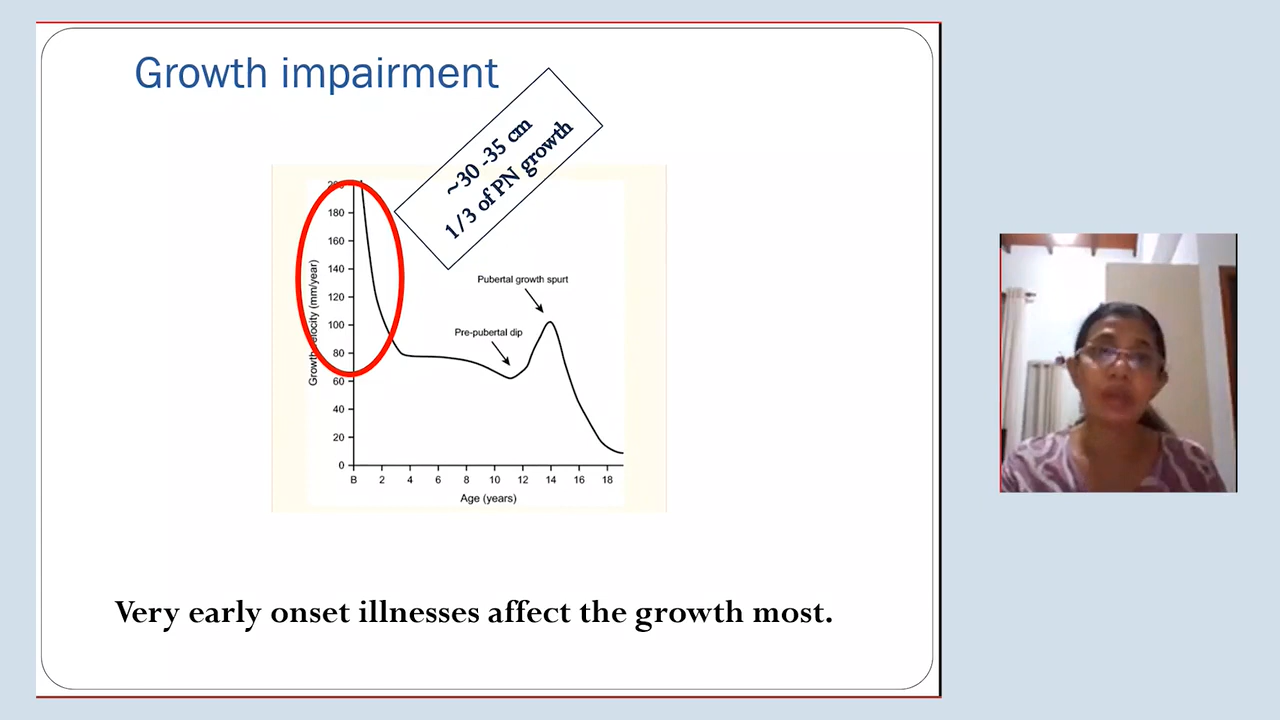 Growth impairment
~30 -35 cm
1/3 of PN growth
Growth velocity (mm/year)
200
180
160
140
120
100
80
60
40
20
0
Pubertal growth spurt
Pre-pubertal dip
B 2 4 6 8 10 12 14 16 18
Age (years)
Very early onset illnesses affect the growth most.